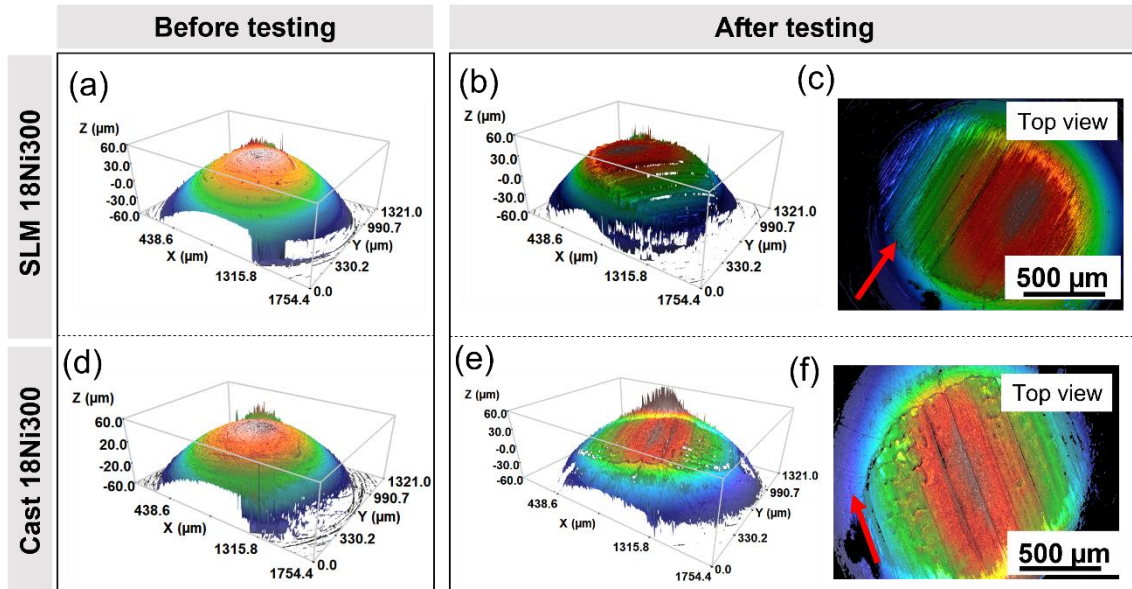 Before testing
After testing
SLM 18Ni300
(a)
Z (µm)
60.0
30.0
-0.0
-30.0
-60.0
438.6
X (µm)
1315.8
1754.4
0.0
330.2
Y (µm)
990.7
1321.0
(b)
Z (µm)
60.0
30.0
-0.0
-30.0
-60.0
438.6
X (µm)
1315.8
1754.4
0.0
330.2
Y (µm)
990.7
1321.0
(c)
Top view
500 µm
Cast 18Ni300
(d)
Z (µm)
60.0
20.0
-20.0
-60.0
438.6
X (µm)
1315.8
1754.4
0.0
330.2
Y (µm)
990.7
1321.0
(e)
Z (µm)
60.0
30.0
-0.0
-30.0
438.6
X (µm)
1315.8
1754.4
0.0
330.2
Y (µm)
990.7
1321.0
(f)
Top view
500 µm